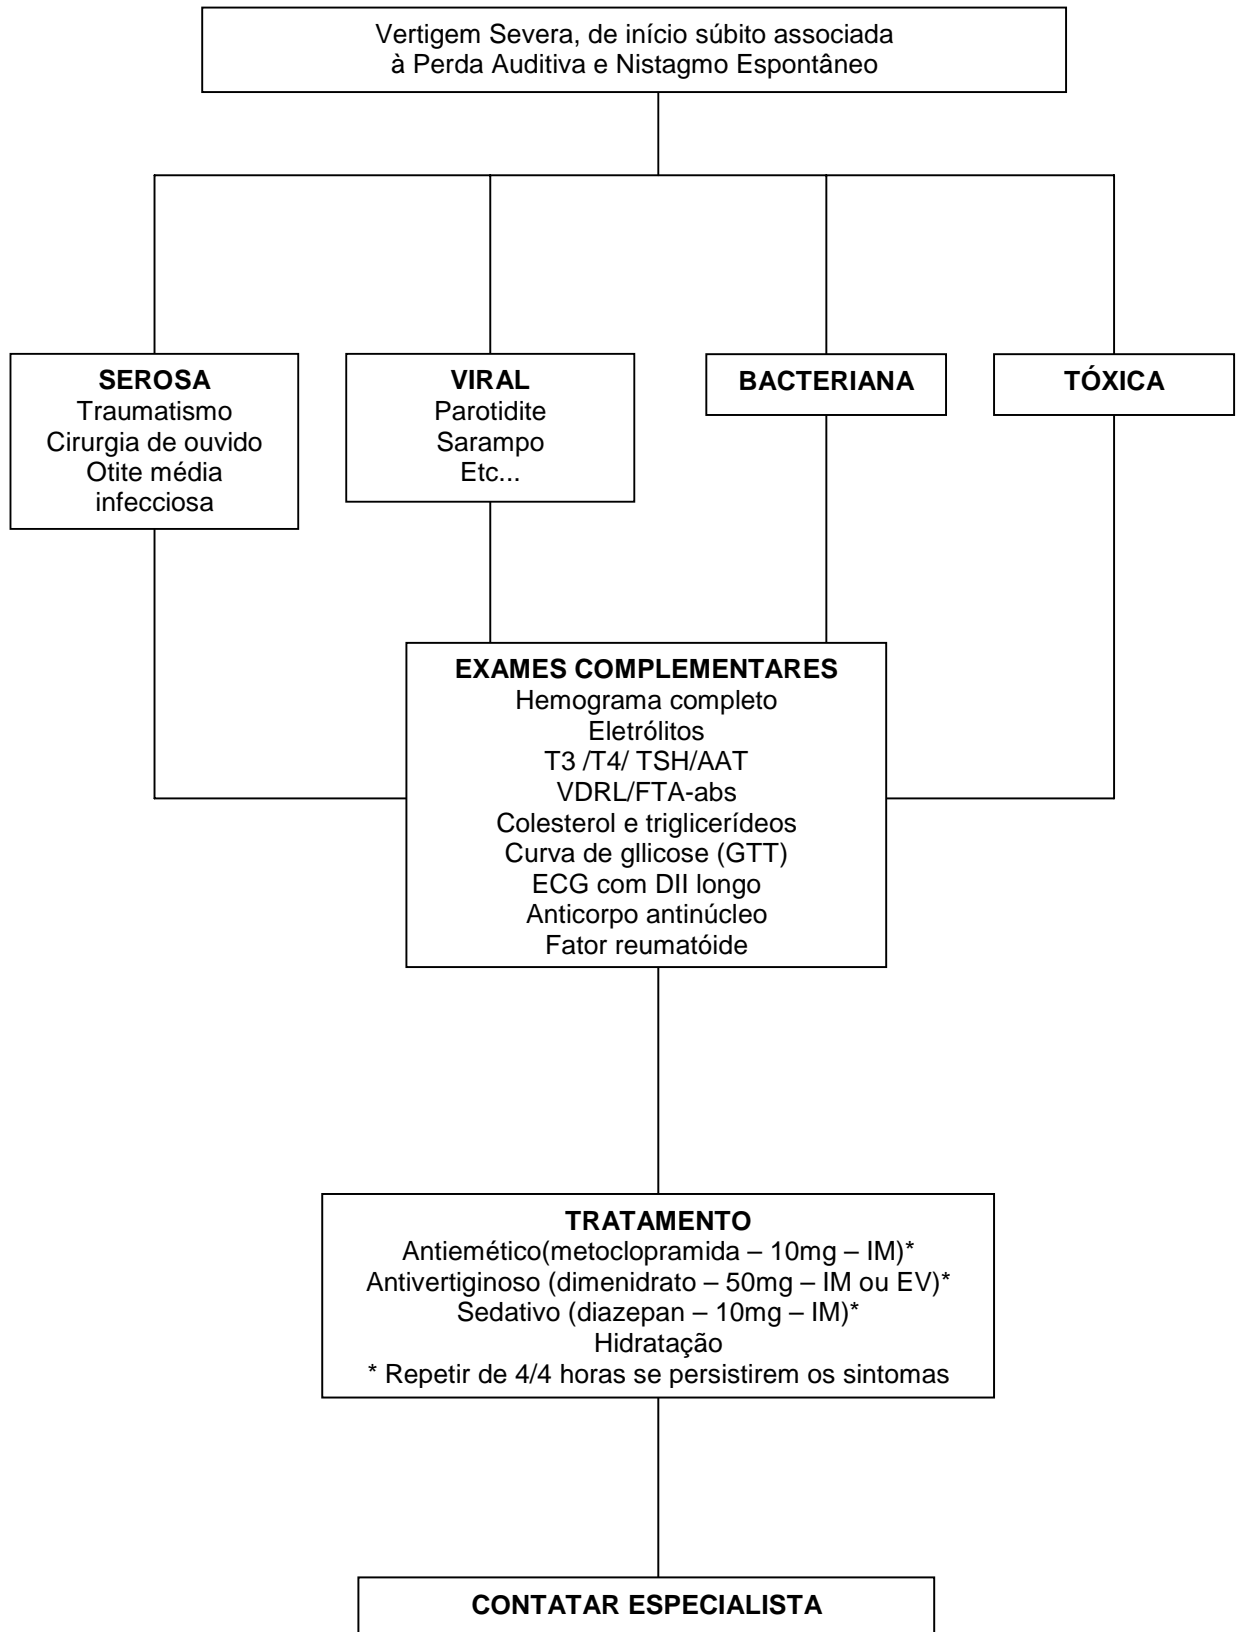 Vertigem Severa, de início súbito associada
à Perda Auditiva e Nistagmo Espontâneo
SEROSA
Traumatismo
Cirurgia de ouvido
Otite média
infecciosa
VIRAL
Parotidite
Sarampo
Etc...
BACTERIANA
TÓXICA
EXAMES COMPLEMENTARES
Hemograma completo
Eletrólitos
T3 /T4/ TSH/AAT
VDRL/FTA-abs
Colesterol e triglicerídeos
Curva de gllicose (GTT)
ECG com DII longo
Anticorpo antinúcleo
Fator reumatóide
TRATAMENTO
Antiemético(metoclopramida – 10mg – IM)*
Antivertiginoso (dimenidrato – 50mg – IM ou EV)*
Sedativo (diazepan – 10mg – IM)*
Hidratação
* Repetir de 4/4 horas se persistirem os sintomas
CONTATAR ESPECIALISTA